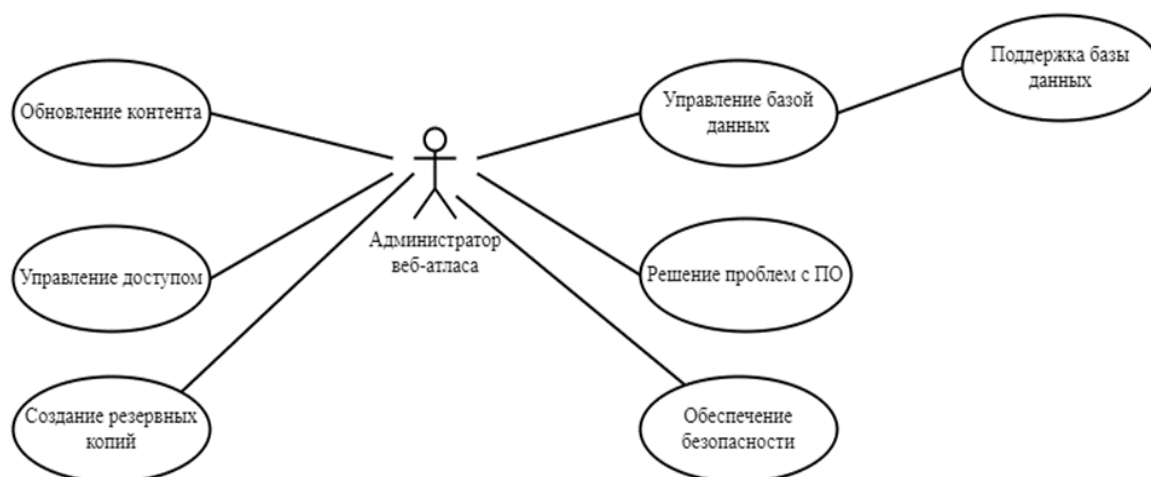 Поддержка базы
данных
Обновление контента
Управление базой
данных
Администратор
веб-атласа
Управление доступом
Решение проблем с ПО
Создание резервных
копий
Обеспечение
безопасности